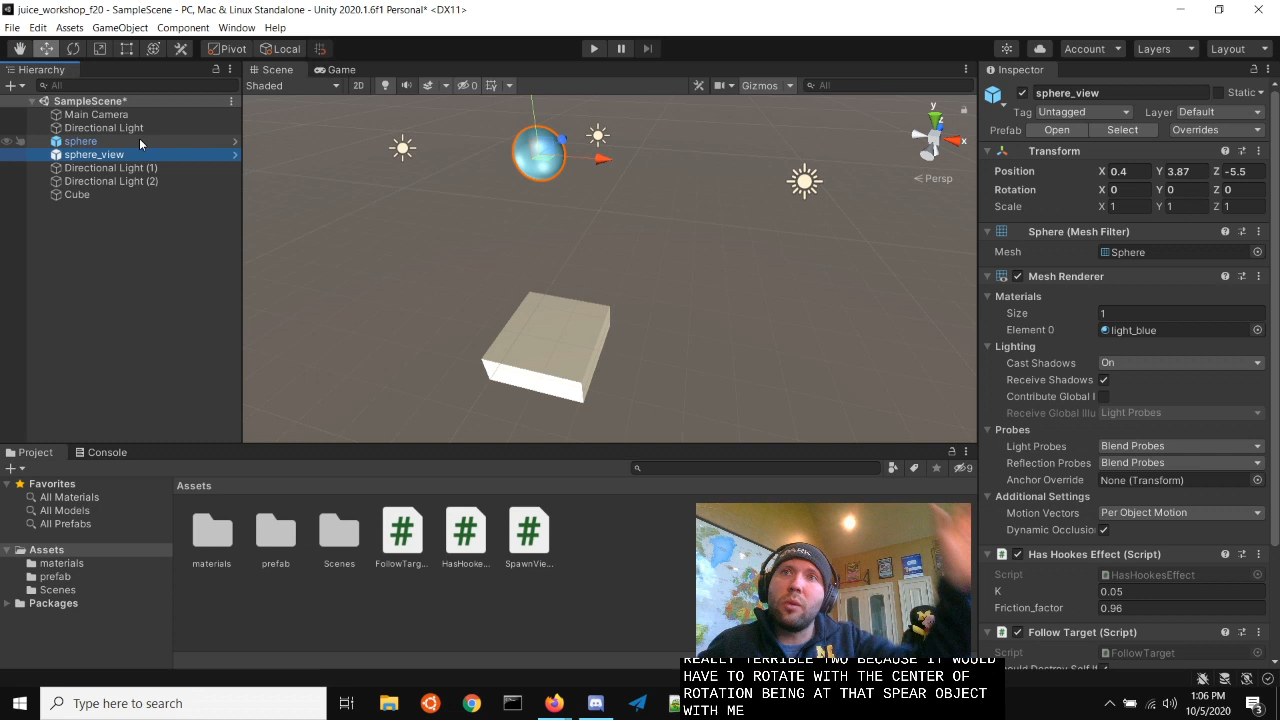 juice_workshop_f20 - SampleScene - PC, Mac & Linux Standalone - Unity 2020.1.6f1 Personal* <DX11>
File Edit Assets GameObject Component Window Help
Pivot Local Account Layers Layout
Hierarchy
All
SampleScene*
Main Camera
Directional Light
sphere
sphere_view
Directional Light (1)
Directional Light (2)
Cube
Scene Game
Shaded 2D 0 Gizmos All
y
x
Persp
Inspector
sphere_view Static
Tag Untagged Layer Default
Prefab Open Select Overrides
Transform
Position X 0.4 Y 3.87 Z -5.5
Rotation X 0 Y 0 Z 0
Scale X 1 Y 1 Z 1
Sphere (Mesh Filter)
Mesh Sphere
Mesh Renderer
Materials
Size 1
Element 0 light_blue
Lighting
Cast Shadows On
Receive Shadows
Contribute Global I
Receive Global Illu Light Probes
Probes
Light Probes Blend Probes
Reflection Probes Blend Probes
Anchor Override None (Transform)
Additional Settings
Motion Vectors Per Object Motion
Dynamic Occlusio
Has Hookes Effect (Script)
Script HasHookesEffect
K 0.05
Friction_factor 0.96
Follow Target (Script)
Script FollowTarget
Project Console
9
Favorites
All Materials
All Models
All Prefabs
Assets
materials
prefab
Scenes
Packages
Assets
materials prefab Scenes FollowTarg... HasHooke... SpawnVie...
REALLY TERRIBLE TWO BECAUSE IT WOULD
HAVE TO ROTATE WITH THE CENTER OF
ROTATION BEING AT THAT SPEAR OBJECT
WITH ME
Type here to search
1:06 PM
10/5/2020
3